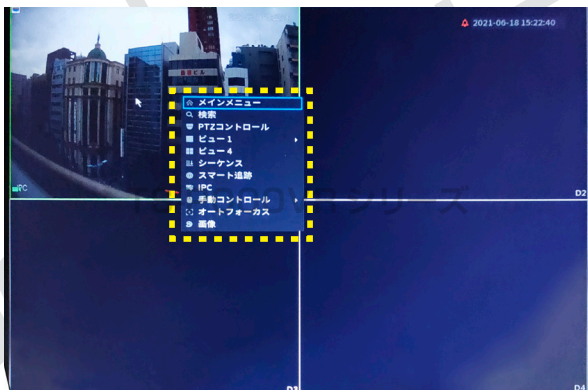 2021-06-18 15:22:40
メインメニュー
検索
PTZコントロール
ビュー1
ビュー4
シーケンス
スマート追跡
IPC
手動コントロール
オートフォーカス
画像
IPC
D2
D3
D4